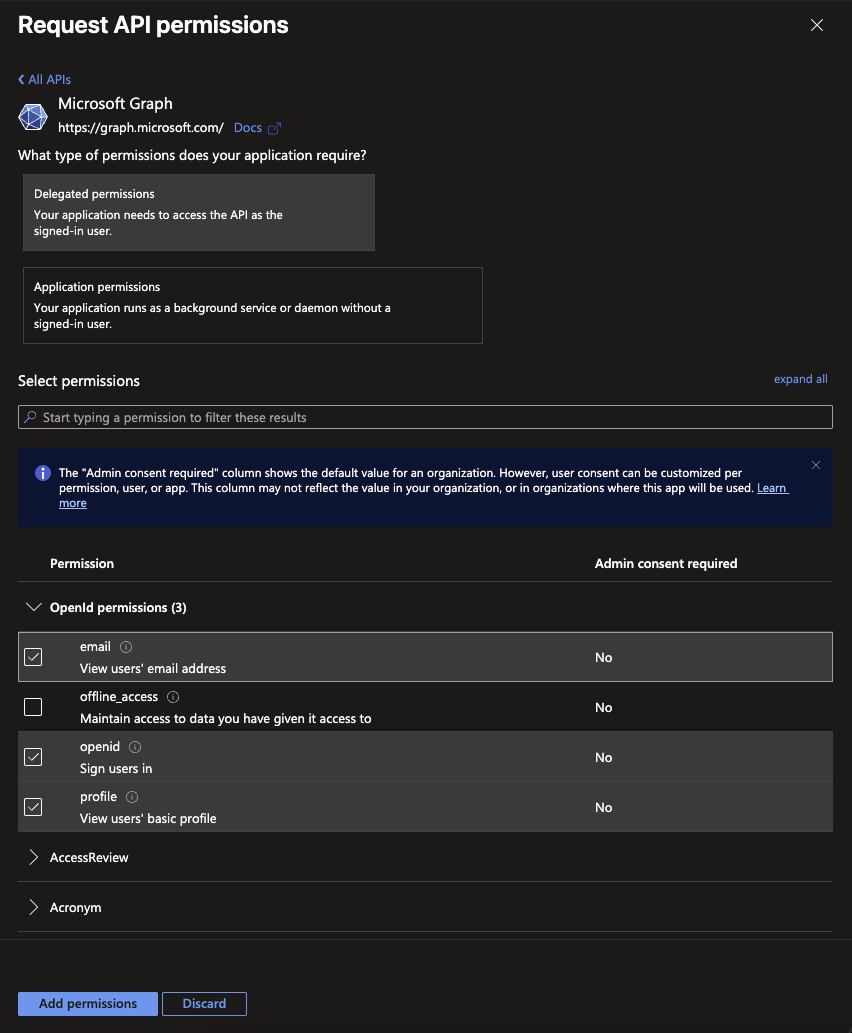 Request API permissions
All APIs
Microsoft Graph
https://graph.microsoft.com/ Docs
What type of permissions does your application require?
Delegated permissions
Your application needs to access the API as the
signed-in user.
Application permissions
Your application runs as a background service or daemon without a
signed-in user.
Select permissions
expand all
Start typing a permission to filter these results
The "Admin consent required" column shows the default value for an organization. However, user consent can be customized per
permission, user, or app. This column may not reflect the value in your organization, or in organizations where this app will be used. Learn
more
Permission Admin consent required
OpenId permissions (3)
email
View users' email address
No
offline_access
Maintain access to data you have given it access to
No
openid
Sign users in
No
profile
View users' basic profile
No
AccessReview
Acronym
Add permissions Discard